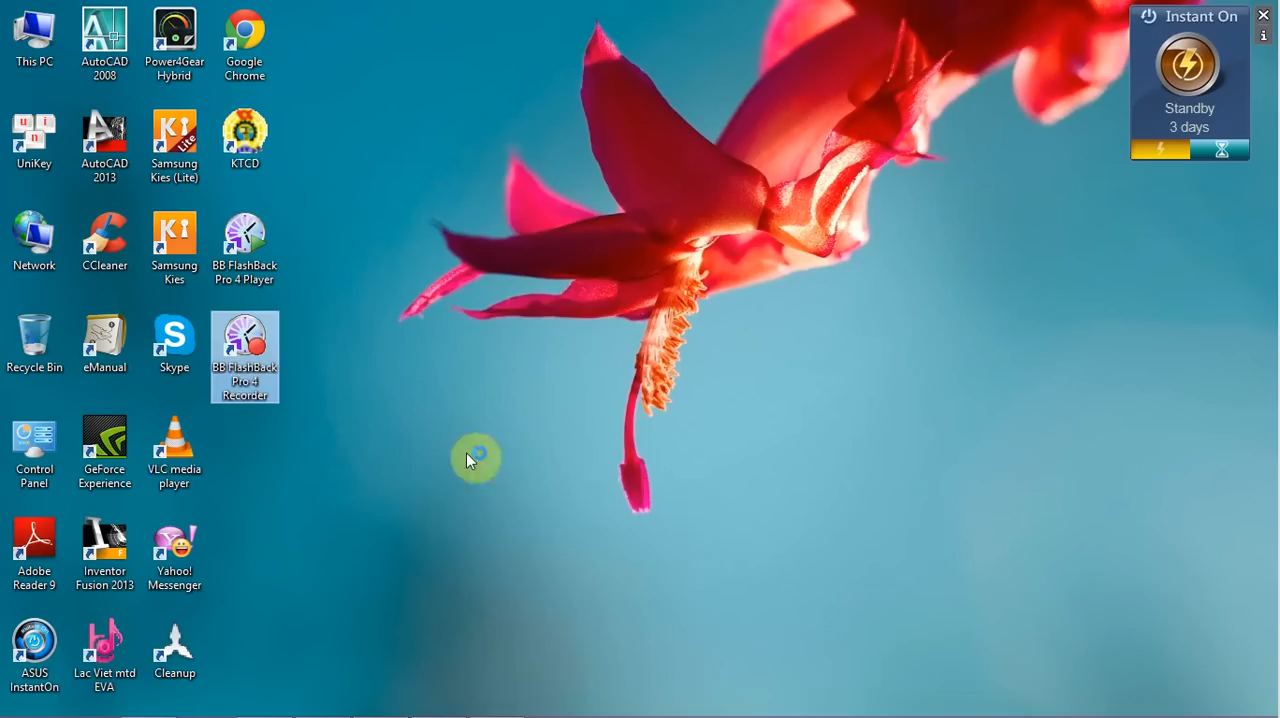 This PC
AutoCAD
2008
Power4Gear
Hybrid
Google
Chrome
Instant On
Standby
3 days
UniKey
AutoCAD
2013
Samsung
Kies (Lite)
KTCD
Network
CCleaner
Samsung
Kies
BB FlashBack
Pro 4 Player
Recycle Bin
eManual
Skype
BB FlashBack
Pro 4
Recorder
Control
Panel
GeForce
Experience
VLC media
player
Adobe
Reader 9
Inventor
Fusion 2013
Yahoo!
Messenger
ASUS
InstantOn
Lac Viet mtd
EVA
Cleanup